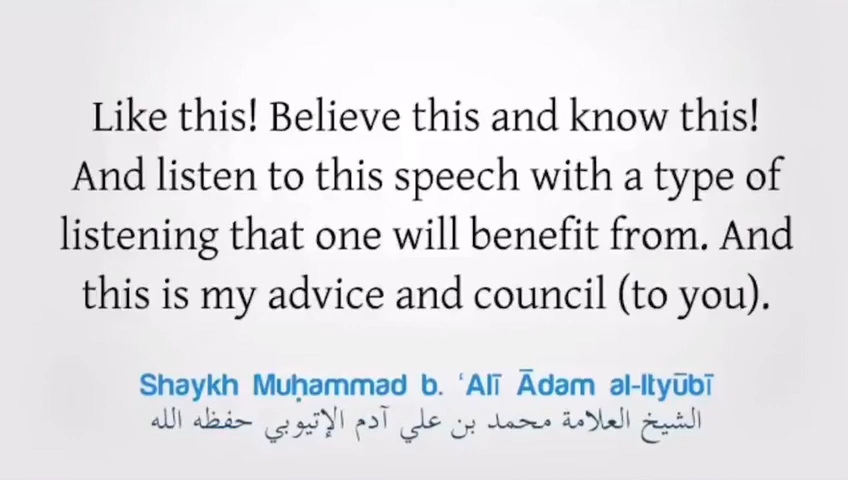 Like this! Believe this and know this!
And listen to this speech with a type of
listening that one will benefit from. And
this is my advice and council (to you).
Shaykh Muḥammad b. ʿAlī Ādam al-Ityūbī
الشيخ العلامة محمد بن علي آدم الإتيوبي حفظه الله